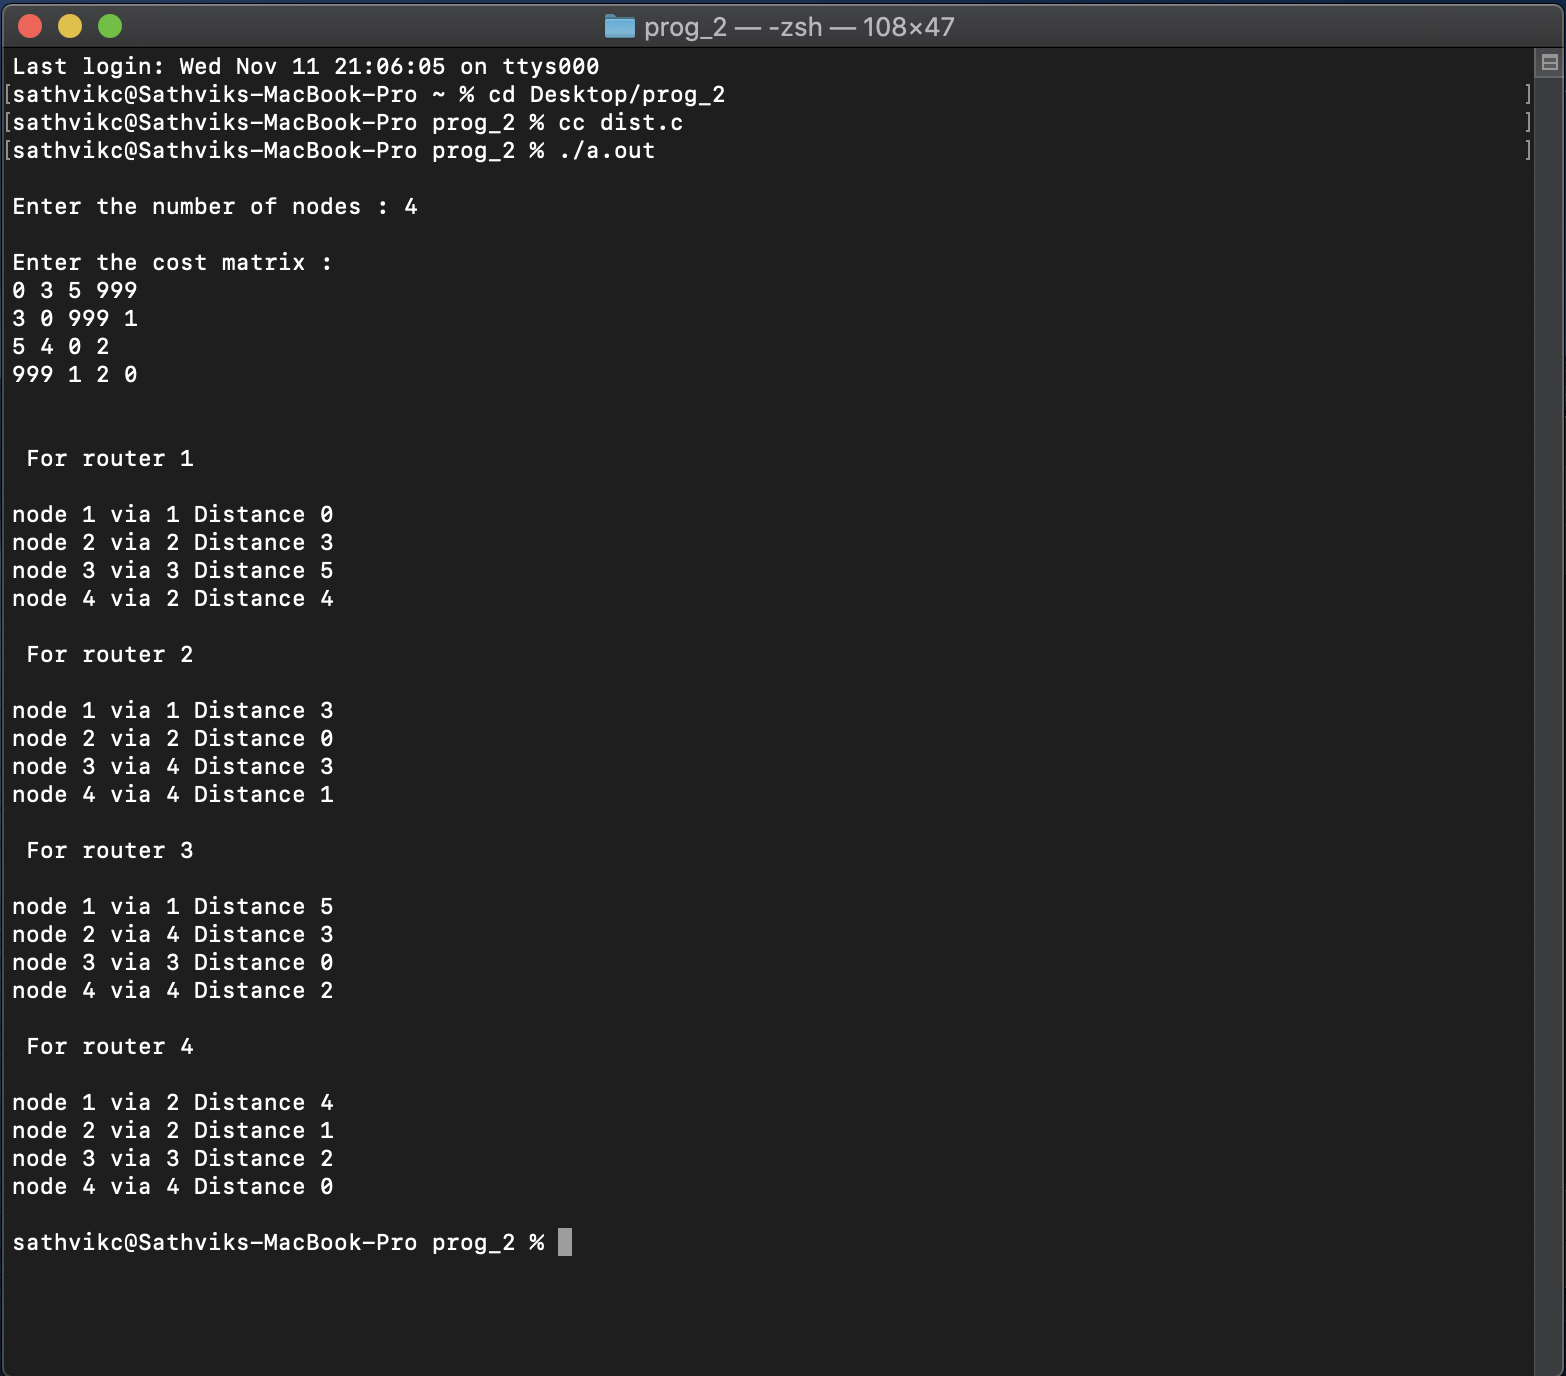 prog_2 — -zsh — 108×47
Last login: Wed Nov 11 21:06:05 on ttys000
[sathvikc@Sathviks-MacBook-Pro ~ % cd Desktop/prog_2 ]
[sathvikc@Sathviks-MacBook-Pro prog_2 % cc dist.c ]
[sathvikc@Sathviks-MacBook-Pro prog_2 % ./a.out ]
Enter the number of nodes : 4
Enter the cost matrix :
0 3 5 999
3 0 999 1
5 4 0 2
999 1 2 0
For router 1
node 1 via 1 Distance 0
node 2 via 2 Distance 3
node 3 via 3 Distance 5
node 4 via 2 Distance 4
For router 2
node 1 via 1 Distance 3
node 2 via 2 Distance 0
node 3 via 4 Distance 3
node 4 via 4 Distance 1
For router 3
node 1 via 1 Distance 5
node 2 via 4 Distance 3
node 3 via 3 Distance 0
node 4 via 4 Distance 2
For router 4
node 1 via 2 Distance 4
node 2 via 2 Distance 1
node 3 via 3 Distance 2
node 4 via 4 Distance 0
sathvikc@Sathviks-MacBook-Pro prog_2 %